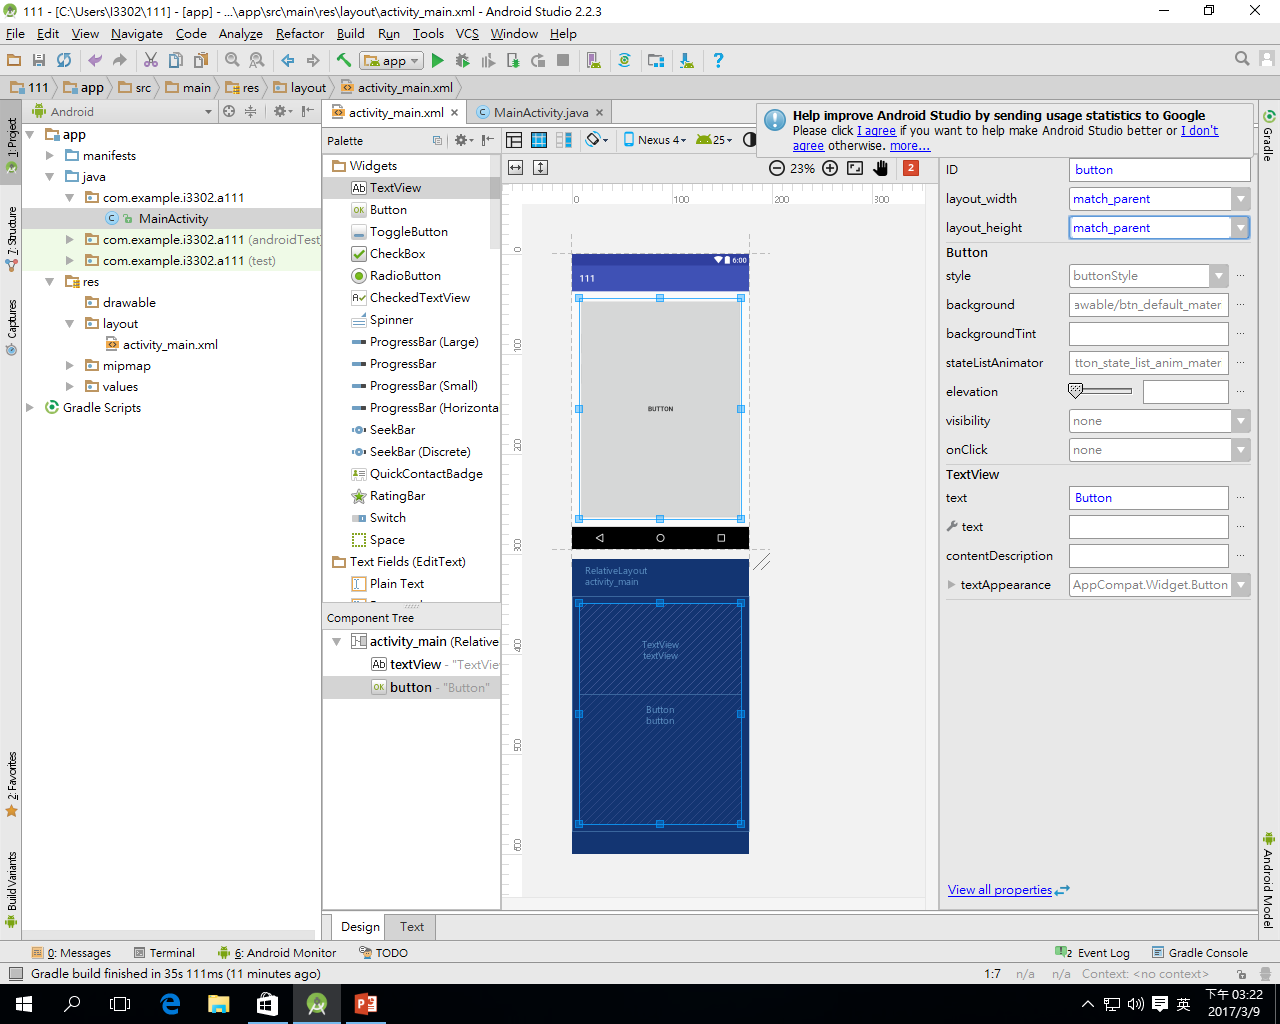 111 - [C:\Users\I3302\111] - [app] - ...\app\src\main\res\layout\activity_main.xml - Android Studio 2.2.3
File Edit View Navigate Code Analyze Refactor Build Run Tools VCS Window Help
app
111 app src main res layout activity_main.xml
Android
activity_main.xml
MainActivity.java
Help improve Android Studio by sending usage statistics to Google
Please click I agree if you want to help make Android Studio better or I don't
agree otherwise. more...
1: Project
7: Structure
Captures
2: Favorites
Build Variants
app
manifests
java
com.example.i3302.a111
MainActivity
com.example.i3302.a111 (androidTest
com.example.i3302.a111 (test)
res
drawable
layout
activity_main.xml
mipmap
values
Gradle Scripts
Palette
Widgets
TextView
Button
ToggleButton
CheckBox
RadioButton
CheckedTextView
Spinner
ProgressBar (Large)
ProgressBar
ProgressBar (Small)
ProgressBar (Horizonta
SeekBar
SeekBar (Discrete)
QuickContactBadge
RatingBar
Switch
Space
Text Fields (EditText)
Plain Text
Component Tree
activity_main (Relative
textView - "TextVie
button - "Button"
Nexus 4
25
23%
2
0 100 200 300
0
100
200
300
400
500
600
6:00
111
BUTTON
RelativeLayout
activity_main
TextView
textView
Button
button
ID button
layout_width match_parent
layout_height match_parent
Button
style buttonStyle
background awable/btn_default_mater
backgroundTint
stateListAnimator tton_state_list_anim_mater
elevation
visibility none
onClick none
TextView
text Button
text
contentDescription
textAppearance AppCompat.Widget.Button
View all properties
Gradle
Android Model
Design Text
0: Messages Terminal 6: Android Monitor TODO
2 Event Log Gradle Console
Gradle build finished in 35s 111ms (11 minutes ago)
1:7 n/a n/a Context: <no context>
英
下午 03:22
2017/3/9